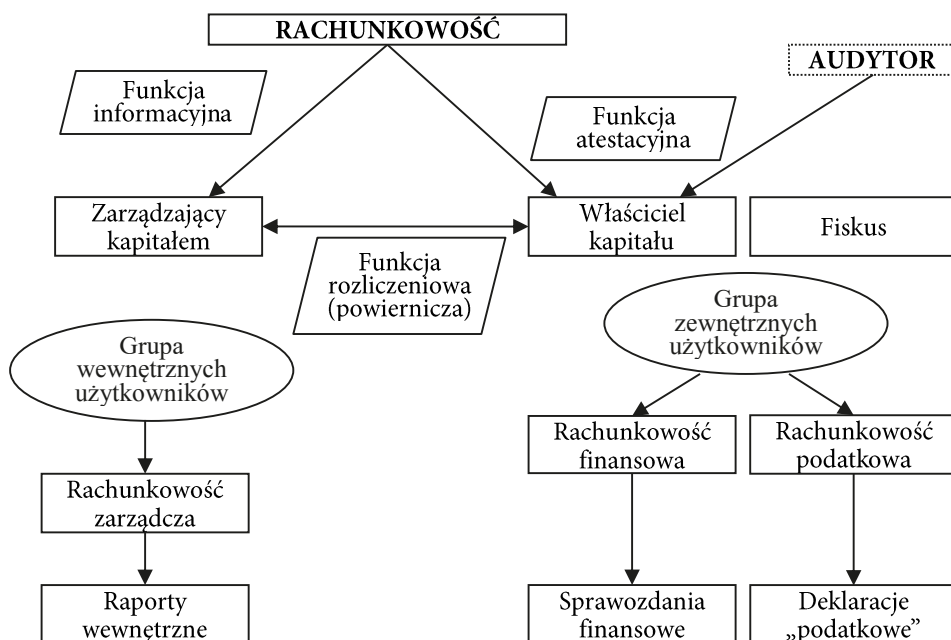 RACHUNKOWOŚĆ
AUDYTOR
Funkcja
informacyjna
Funkcja
atestacyjna
Zarządzający
kapitałem
Właściciel
kapitału
Fiskus
Funkcja
rozliczeniowa
(powiernicza)
Grupa
wewnętrznych
użytkowników
Grupa
zewnętrznych
użytkowników
Rachunkowość
finansowa
Rachunkowość
podatkowa
Rachunkowość
zarządcza
Raporty
wewnętrzne
Sprawozdania
finansowe
Deklaracje
„podatkowe”